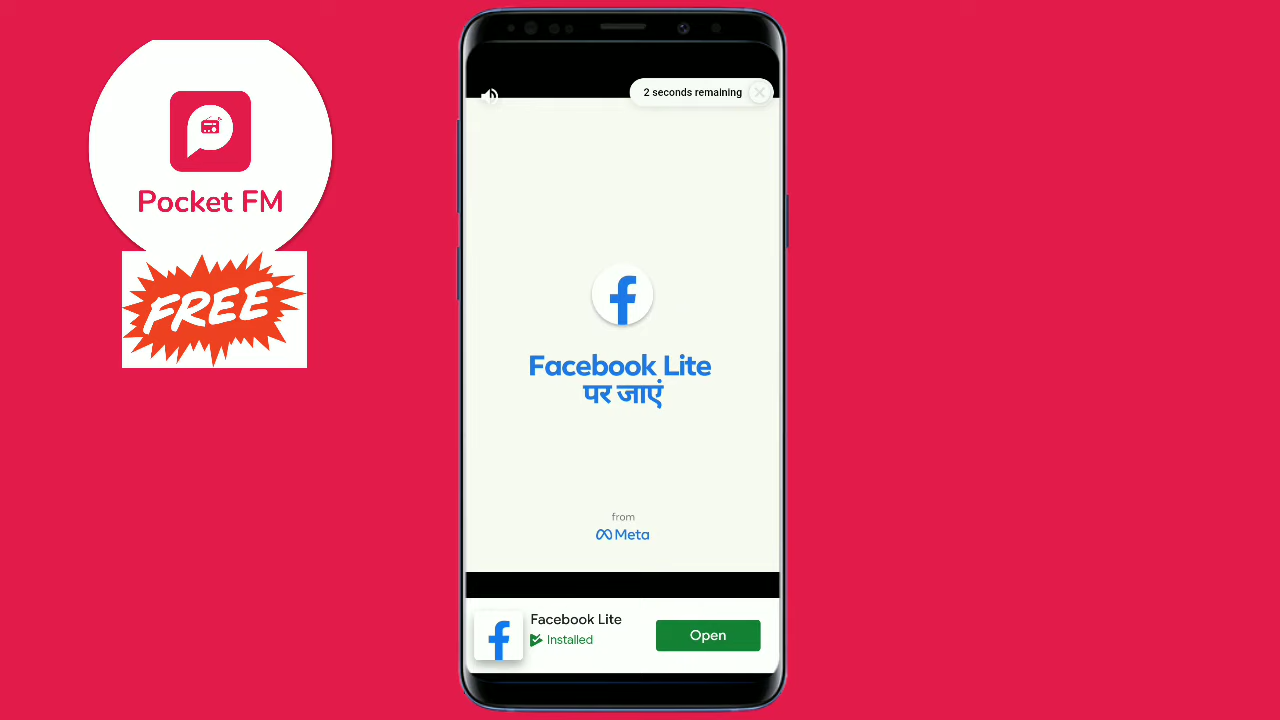 Pocket FM
FREE
2 seconds remaining
Facebook Lite
पर जाएं
from
Meta
Facebook Lite
Installed
Open